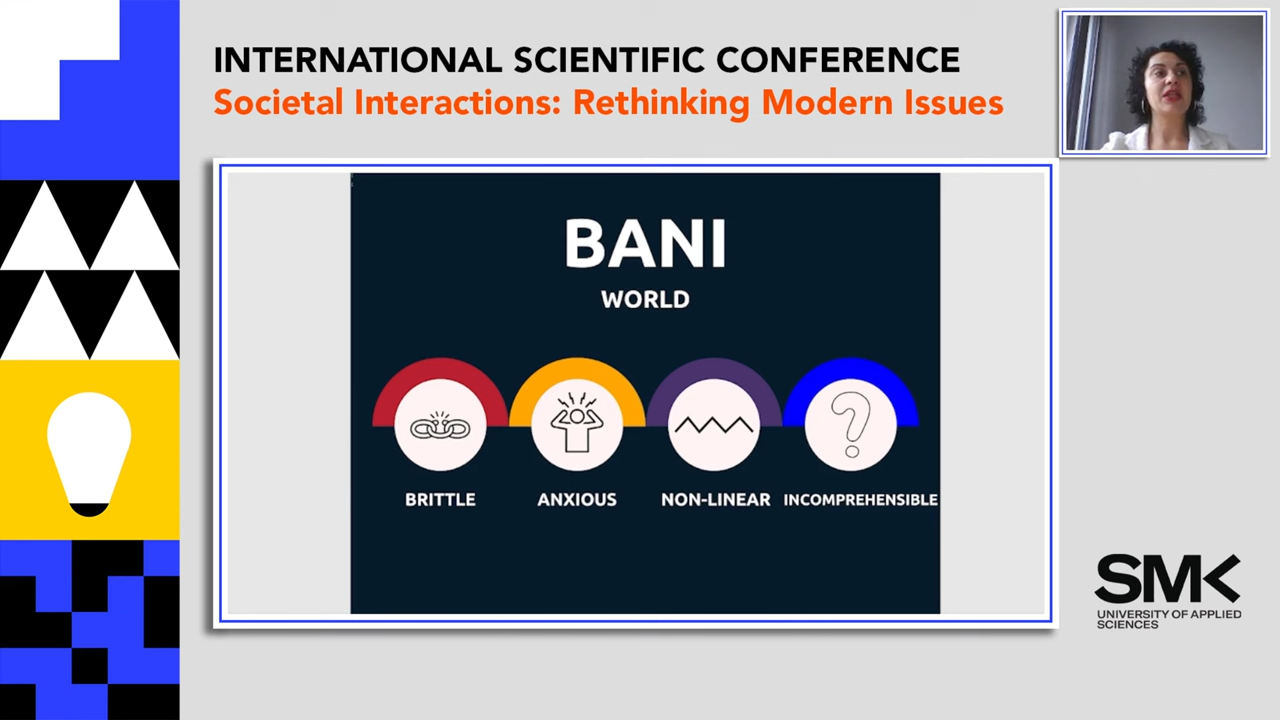 INTERNATIONAL SCIENTIFIC CONFERENCE
Societal Interactions: Rethinking Modern Issues
BANI
WORLD
BRITTLE
ANXIOUS
NON-LINEAR
INCOMPREHENSIBLE
SMK
UNIVERSITY OF APPLIED
SCIENCES